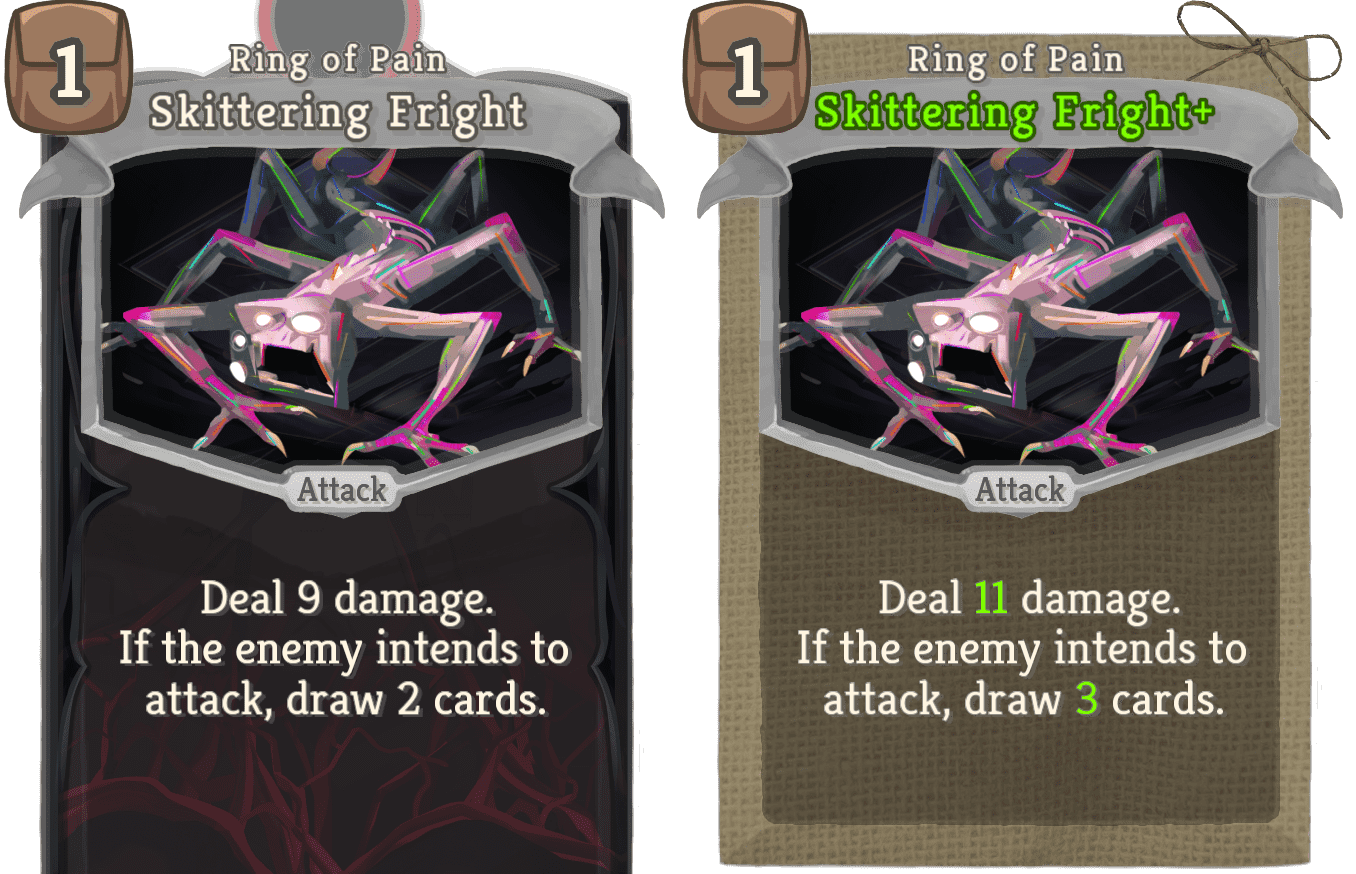 1
Ring of Pain
Skittering Fright
Attack
Deal 9 damage.
If the enemy intends to
attack, draw 2 cards.
1
Ring of Pain
Skittering Fright+
Attack
Deal 11 damage.
If the enemy intends to
attack, draw 3 cards.